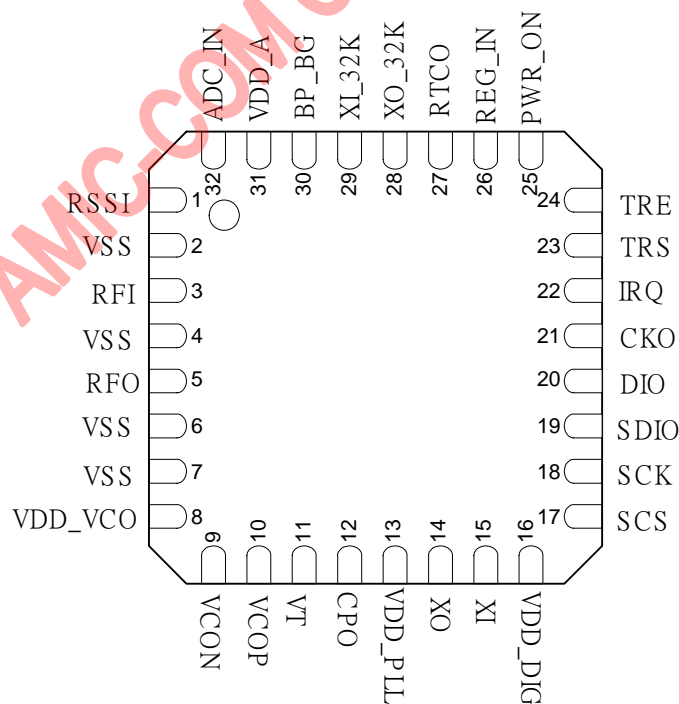 AMIC-COM
ADC_IN
VDD_A
BP_BG
XI_32K
XO_32K
RTCO
REG_IN
PWR_ON
32
31
30
29
28
27
26
25
RSSI 1
VSS 2
RFI 3
VSS 4
RFO 5
VSS 6
VSS 7
VDD_VCO 8
24 TRE
23 TRS
22 IRQ
21 CKO
20 DIO
19 SDIO
18 SCK
17 SCS
9
10
11
12
13
14
15
16
VCON
VCOP
VT
CPO
VDD_PLL
XO
XI
VDD_DIG